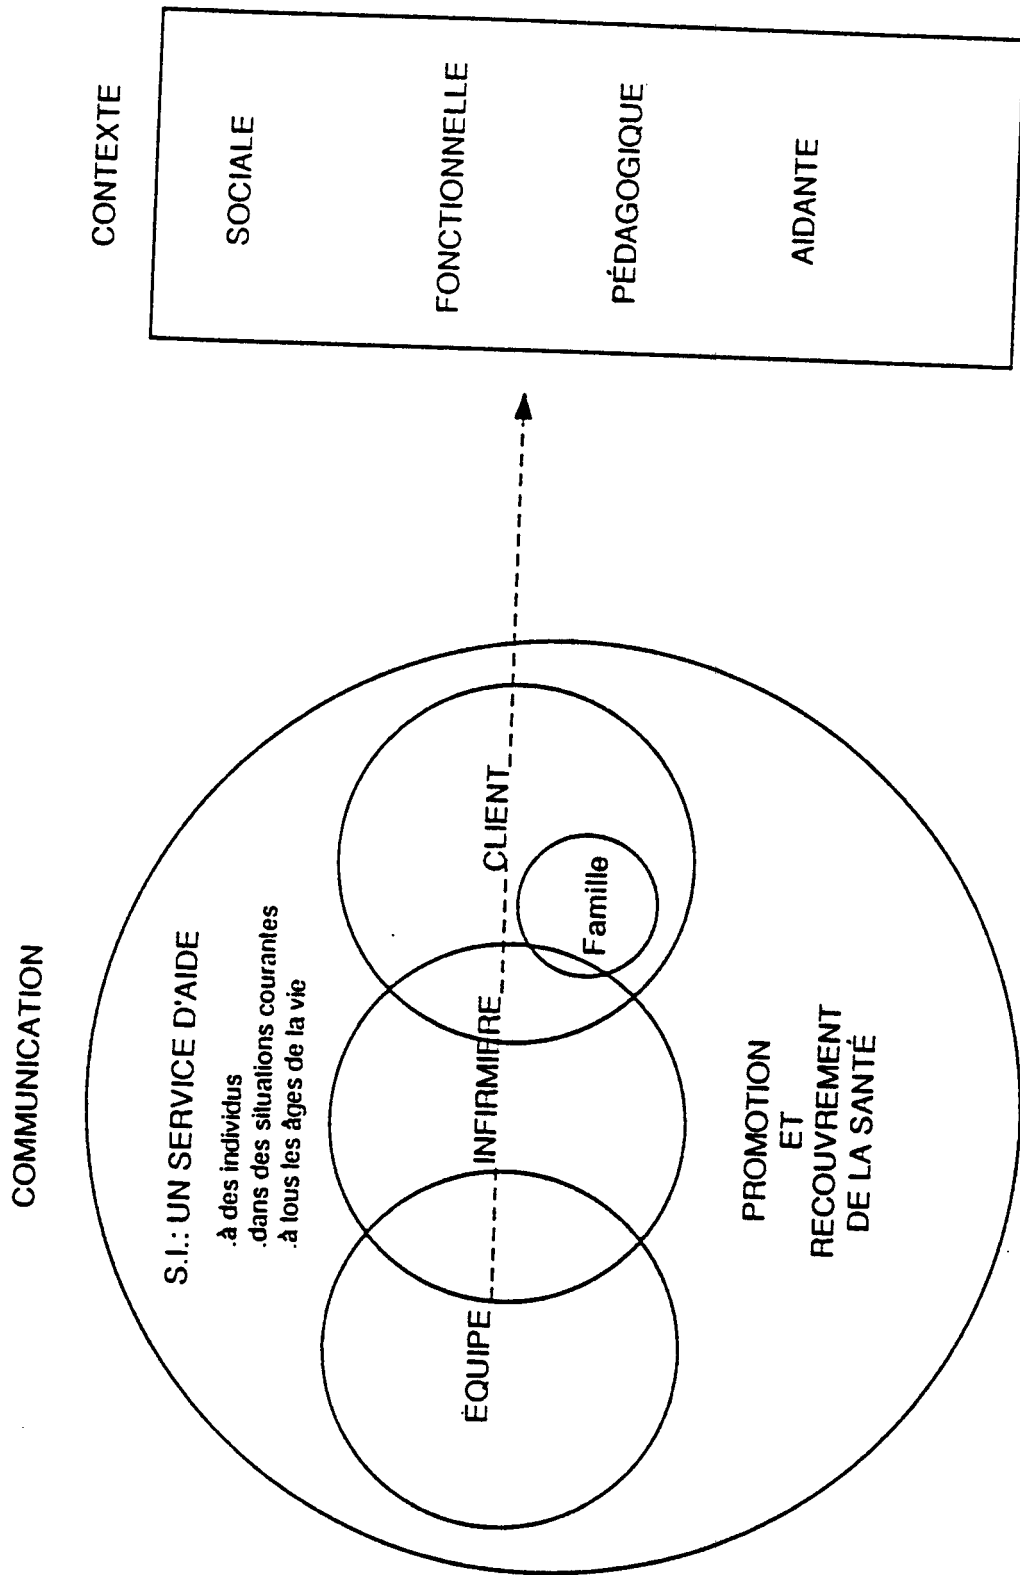 COMMUNICATION
S.I.: UN SERVICE D'AIDE
.à des individus
.dans des situations courantes
.à tous les âges de la vie
ÉQUIPE
INFIRMIÈRE
CLIENT
Famille
PROMOTION
ET
RECOUVREMENT
DE LA SANTÉ
CONTEXTE
SOCIALE
FONCTIONNELLE
PÉDAGOGIQUE
AIDANTE